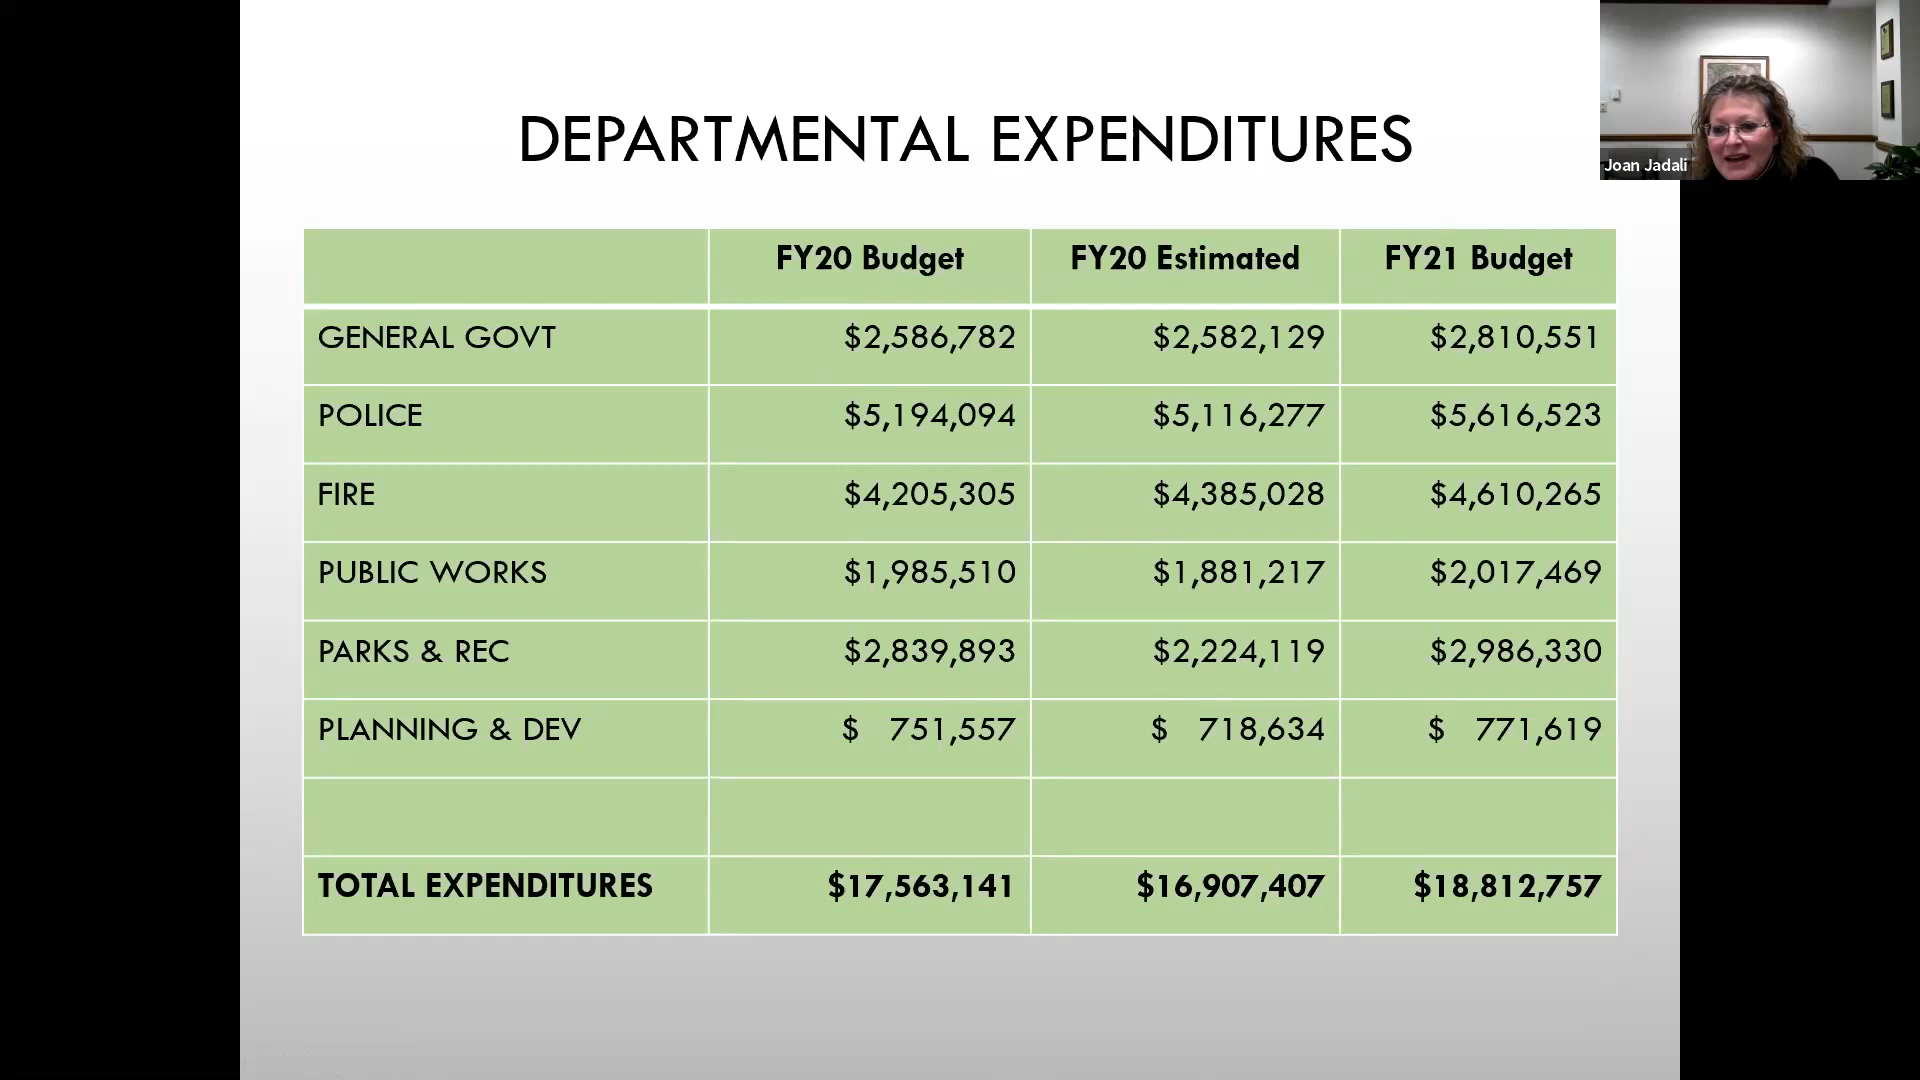 DEPARTMENTAL EXPENDITURES
Joan Jadali
FY20 Budget FY20 Estimated FY21 Budget
GENERAL GOVT $2,586,782 $2,582,129 $2,810,551
POLICE $5,194,094 $5,116,277 $5,616,523
FIRE $4,205,305 $4,385,028 $4,610,265
PUBLIC WORKS $1,985,510 $1,881,217 $2,017,469
PARKS & REC $2,839,893 $2,224,119 $2,986,330
PLANNING & DEV $ 751,557 $ 718,634 $ 771,619
TOTAL EXPENDITURES $17,563,141 $16,907,407 $18,812,757